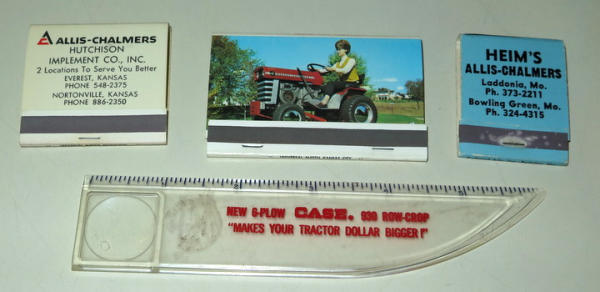 ALLIS-CHALMERS
HUTCHISON
IMPLEMENT CO., INC.
2 Locations To Serve You Better
EVEREST, KANSAS
PHONE 548-2375
NORTONVILLE, KANSAS
PHONE 886-2350
HEIM'S
ALLIS-CHALMERS
Laddonia, Mo.
Ph. 373-2211
Bowling Green, Mo.
Ph. 324-4315
NEW 6-PLOW CASE. 930 ROW-CROP
"MAKES YOUR TRACTOR DOLLAR BIGGER!"